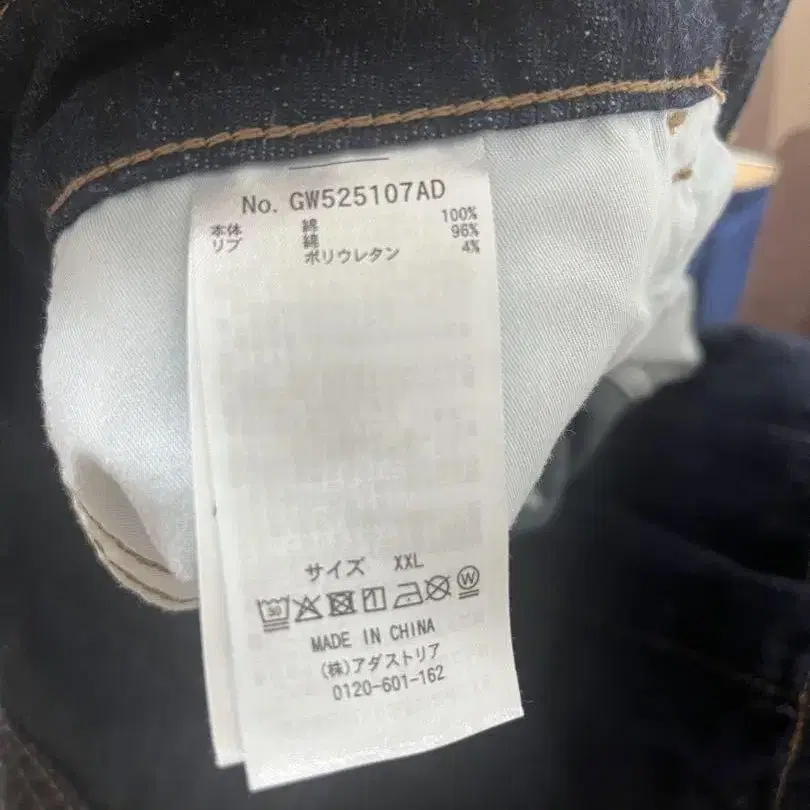 No. GW525107AD
本体 綿 100%
リブ 綿 96%
ポリウレタン 4%
サイズ XXL
30 W
MADE IN CHINA
(株)アダストリア
0120-601-162